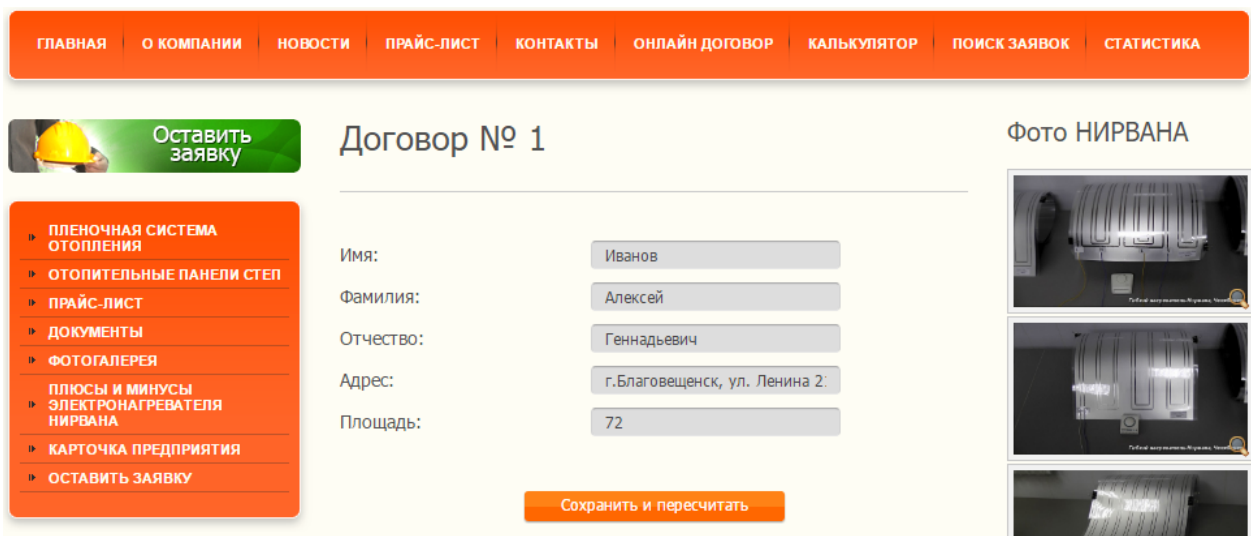 ГЛАВНАЯ О КОМПАНИИ НОВОСТИ ПРАЙС-ЛИСТ КОНТАКТЫ ОНЛАЙН ДОГОВОР КАЛЬКУЛЯТОР ПОИСК ЗАЯВОК СТАТИСТИКА
Оставить
заявку
ПЛЕНОЧНАЯ СИСТЕМА
ОТОПЛЕНИЯ
ОТОПИТЕЛЬНЫЕ ПАНЕЛИ СТЕП
ПРАЙС-ЛИСТ
ДОКУМЕНТЫ
ФОТОГАЛЕРЕЯ
ПЛЮСЫ И МИНУСЫ
ЭЛЕКТРОНАГРЕВАТЕЛЯ
НИРВАНА
КАРТОЧКА ПРЕДПРИЯТИЯ
ОСТАВИТЬ ЗАЯВКУ
Договор № 1
Имя: Иванов
Фамилия: Алексей
Отчество: Геннадьевич
Адрес: г.Благовещенск, ул. Ленина 2
Площадь: 72
Сохранить и пересчитать
Фото НИРВАНА